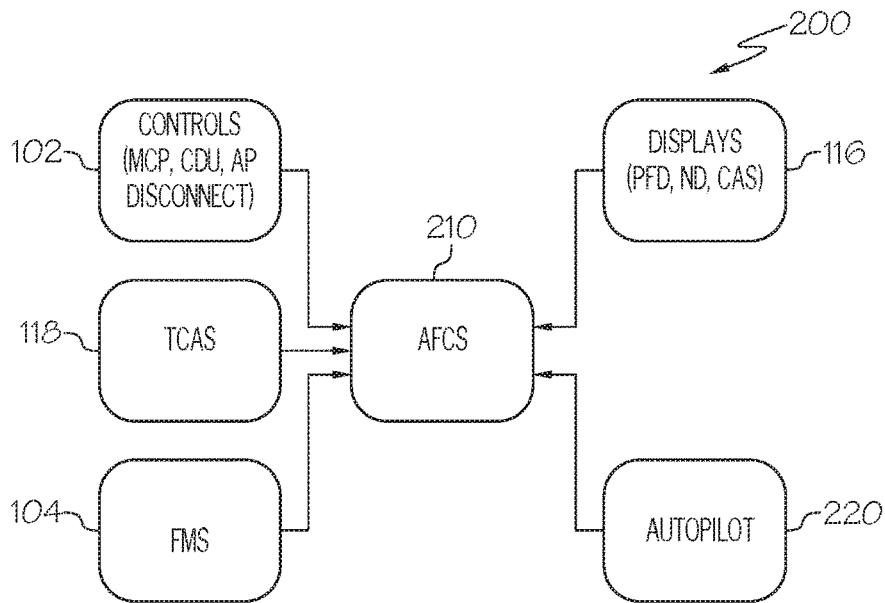 200
102
CONTROLS
(MCP, CDU, AP
DISCONNECT)
DISPLAYS
(PFD, ND, CAS)
116
210
118
TCAS
AFCS
104
FMS
AUTOPILOT
220